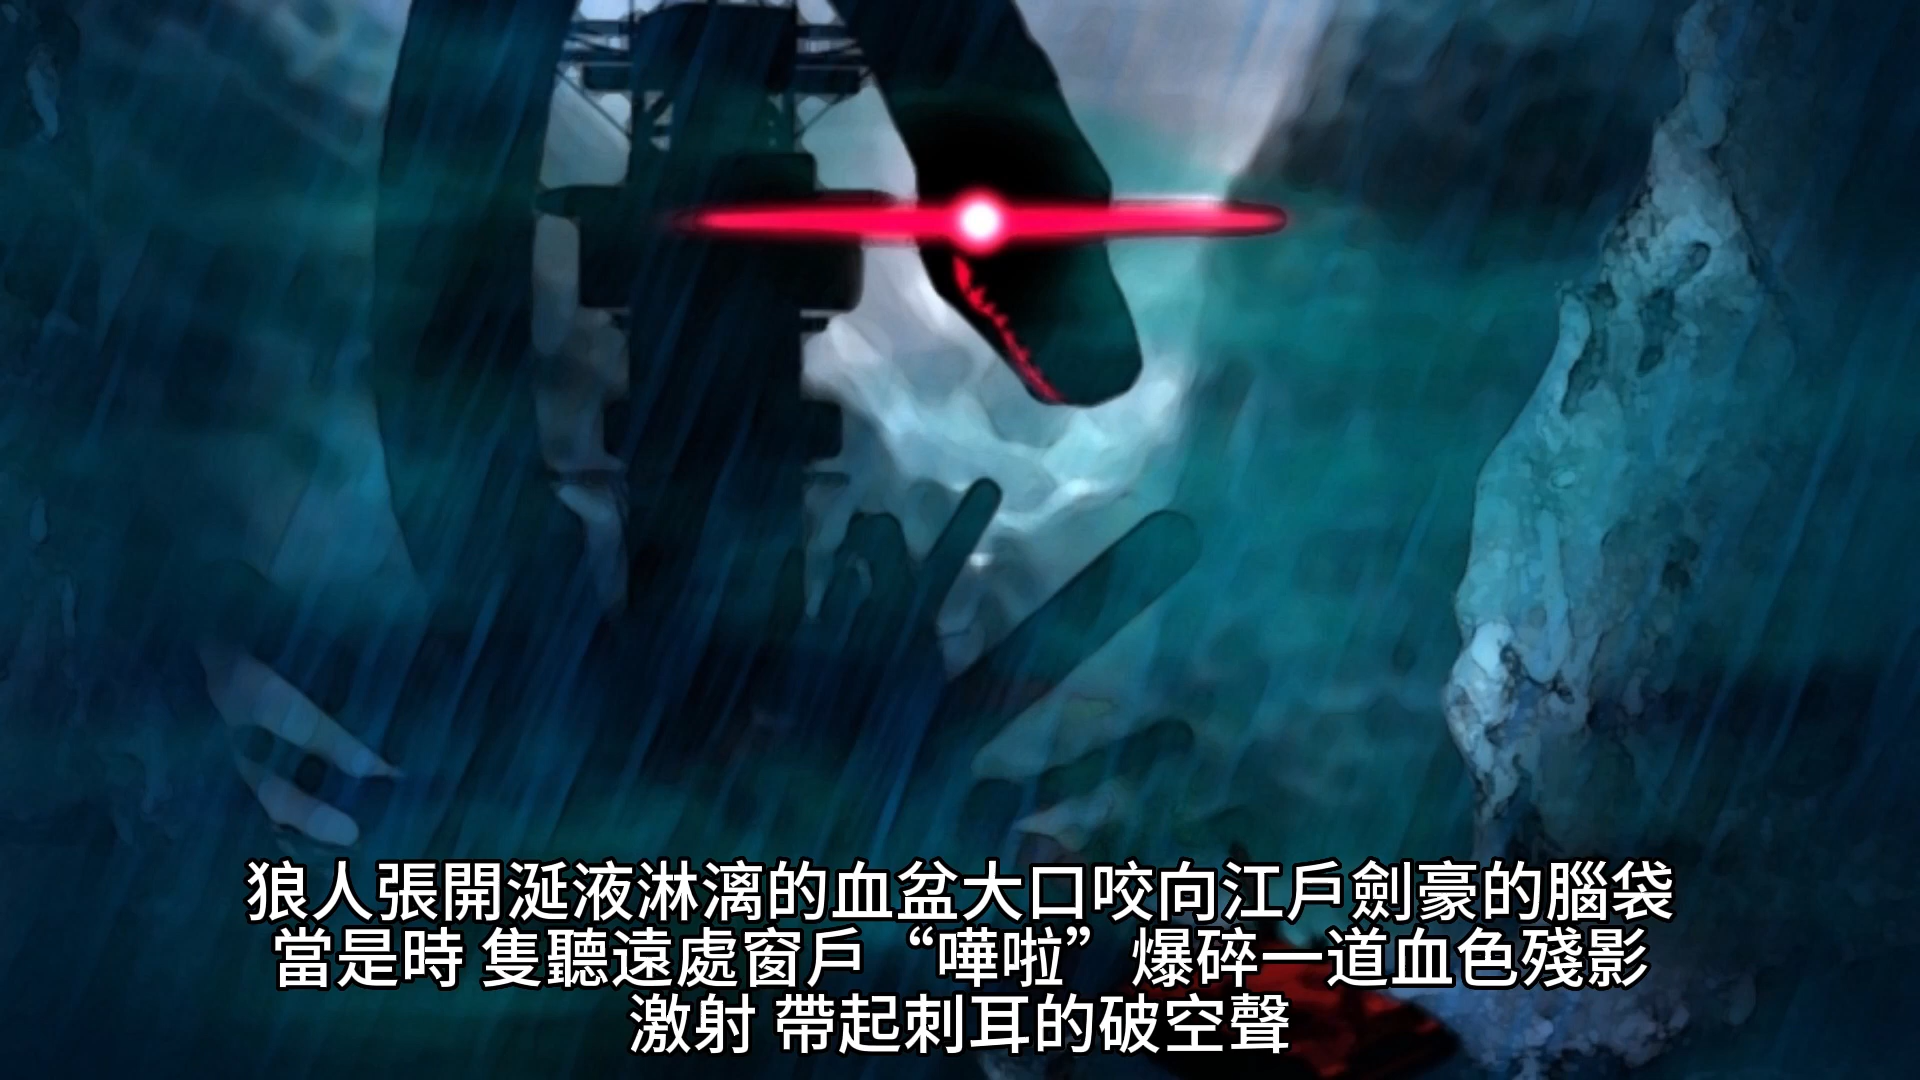 狼人張開涎液淋漓的血盆大口咬向江戶劍豪的腦袋
當是時 隻聽遠處窗戶“嘩啦”爆碎一道血色殘影
激射 帶起刺耳的破空聲